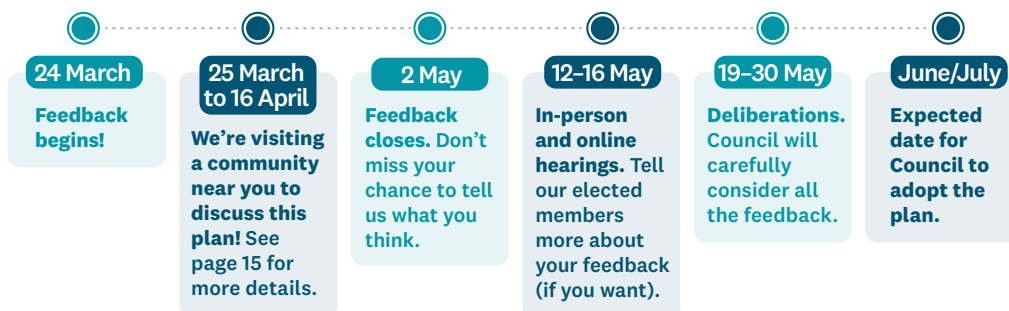 24 March
Feedback
begins!
25 March
to 16 April
We’re visiting
a community
near you to
discuss this
plan! See
page 15 for
more details.
2 May
Feedback
closes. Don’t
miss your
chance to tell
us what you
think.
12–16 May
In-person
and online
hearings. Tell
our elected
members
more about
your feedback
(if you want).
19–30 May
Deliberations.
Council will
carefully
consider all
the feedback.
June/July
Expected
date for
Council to
adopt the
plan.